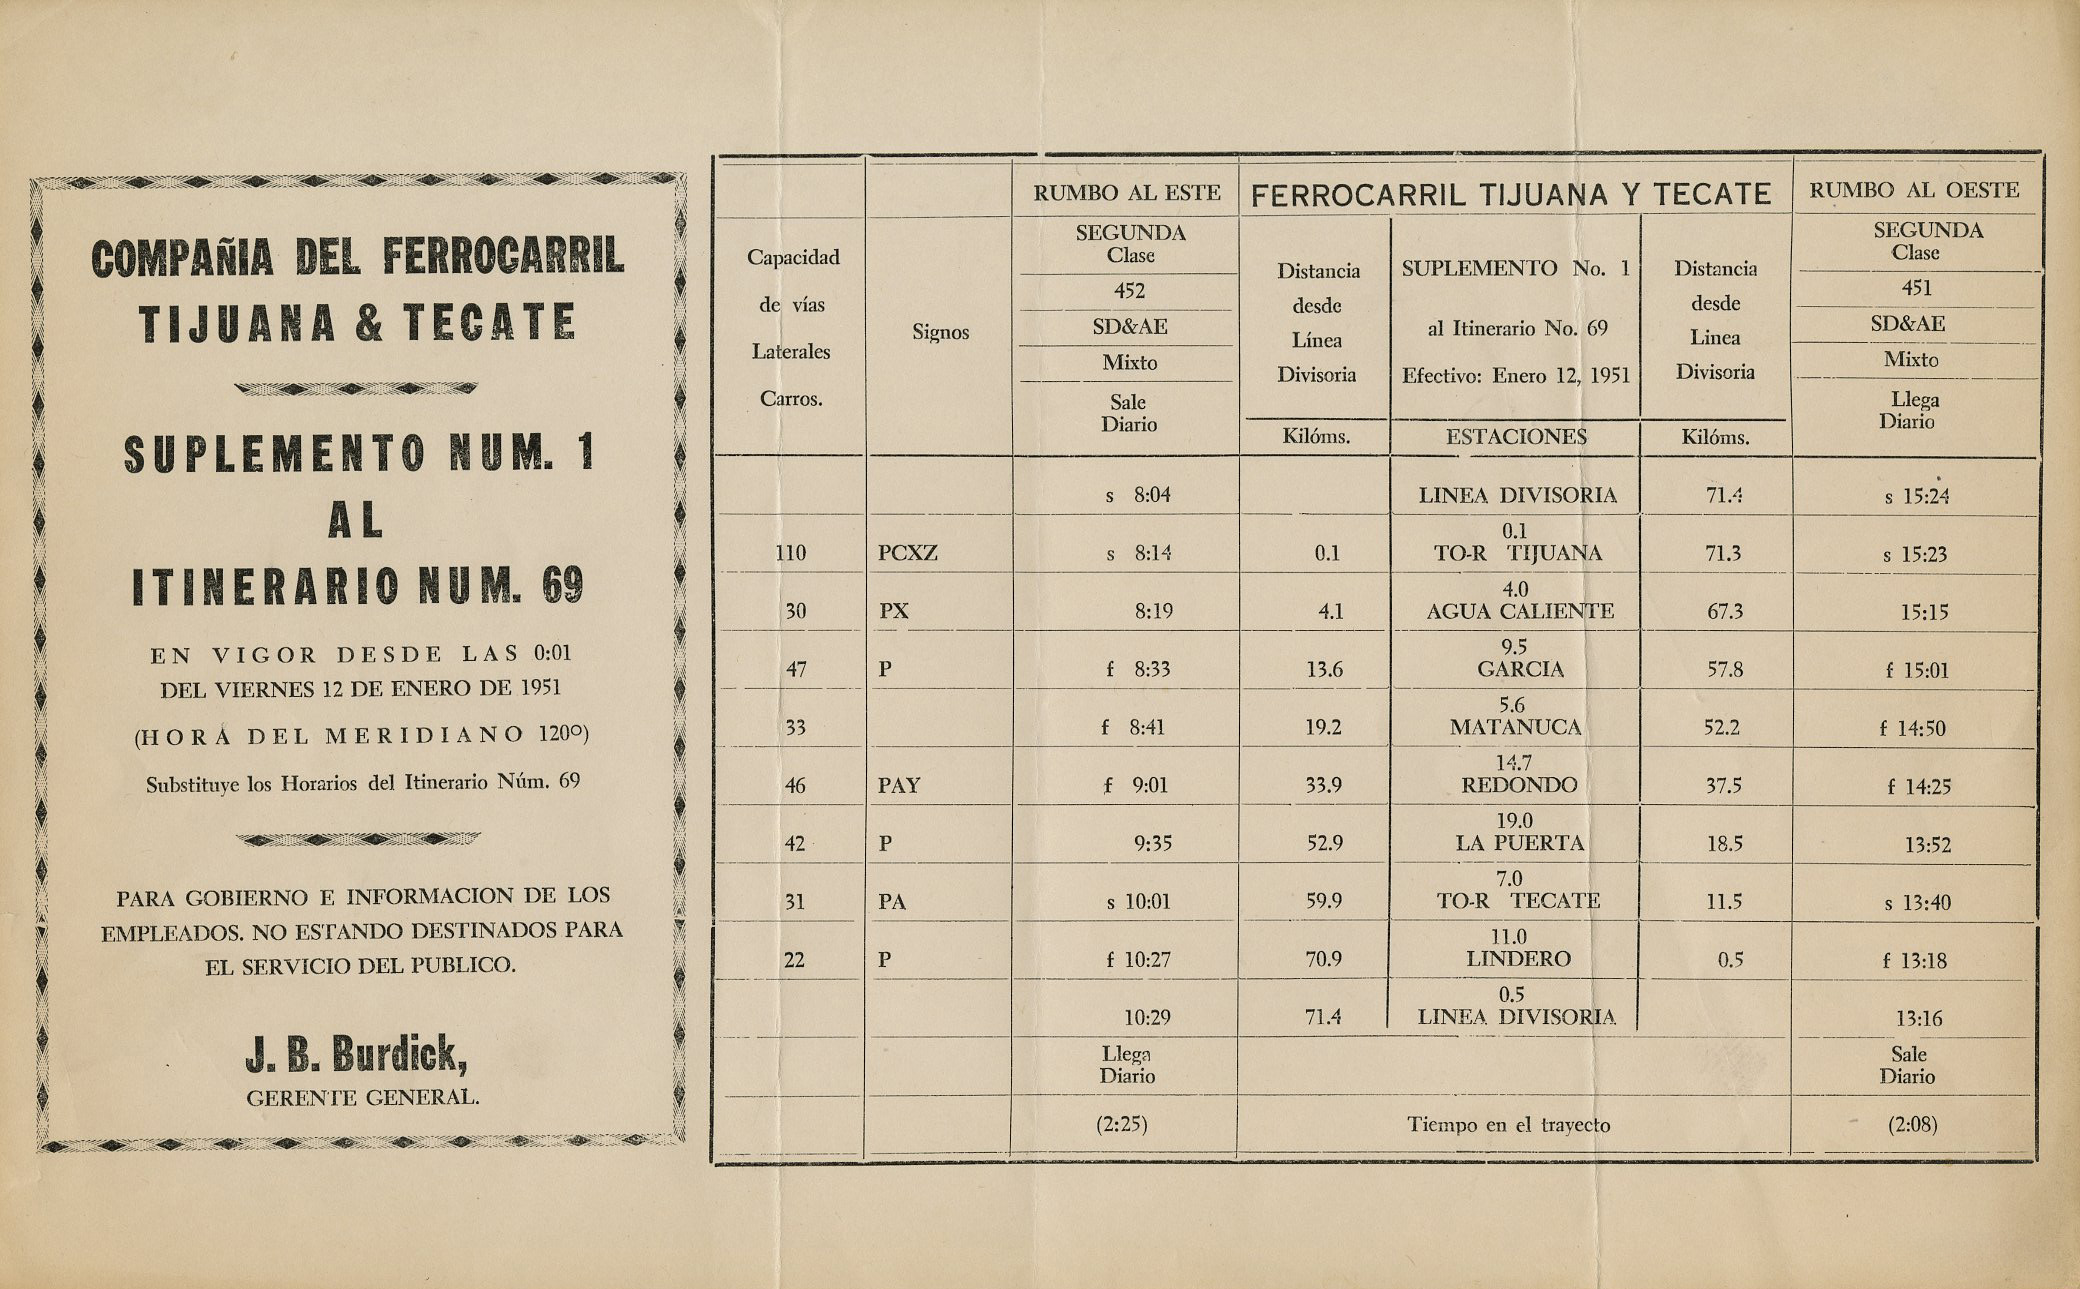 COMPAÑIA DEL FERROCARRIL
TIJUANA & TECATE
SUPLEMENTO NUM. 1
AL
ITINERARIO NUM. 69
EN VIGOR DESDE LAS 0:01
DEL VIERNES 12 DE ENERO DE 1951
(HORA DEL MERIDIANO 120°)
Substituye los Horarios del Itinerario Núm. 69
PARA GOBIERNO E INFORMACION DE LOS
EMPLEADOS. NO ESTANDO DESTINADOS PARA
EL SERVICIO DEL PUBLICO.
J. B. Burdick,
GERENTE GENERAL.
RUMBO AL ESTE FERROCARRIL TIJUANA Y TECATE RUMBO AL OESTE
Capacidad
de vías
Laterales
Carros.
Signos
SEGUNDA
Clase
452
SD&AE
Mixto
Sale
Diario
Distancia
desde
Línea
Divisoria
Kilóms.
SUPLEMENTO No. 1
al Itinerario No. 69
Efectivo: Enero 12, 1951
ESTACIONES
Distancia
desde
Linea
Divisoria
Kilóms.
SEGUNDA
Clase
451
SD&AE
Mixto
Llega
Diario
s 8:04 LINEA DIVISORIA 71.4 s 15:24
0.1
110 PCXZ s 8:14 0.1 TO-R TIJUANA 71.3 s 15:23
4.0
30 PX 8:19 4.1 AGUA CALIENTE 67.3 15:15
9.5
47 P f 8:33 13.6 GARCIA 57.8 f 15:01
5.6
33 f 8:41 19.2 MATANUCA 52.2 f 14:50
14.7
46 PAY f 9:01 33.9 REDONDO 37.5 f 14:25
19.0
42 P 9:35 52.9 LA PUERTA 18.5 13:52
7.0
31 PA s 10:01 59.9 TO-R TECATE 11.5 s 13:40
11.0
22 P f 10:27 70.9 LINDERO 0.5 f 13:18
0.5
10:29 71.4 LINEA DIVISORIA 13:16
Llega
Diario
Sale
Diario
(2:25) Tiempo en el trayecto (2:08)